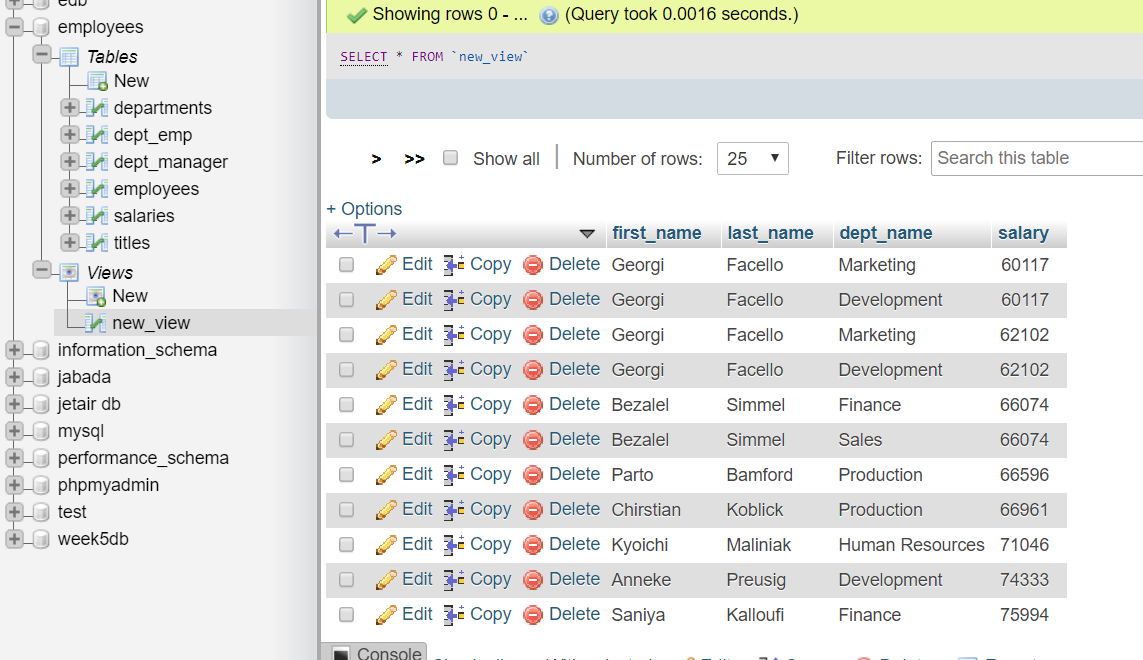 edb
employees
Tables
New
departments
dept_emp
dept_manager
employees
salaries
titles
Views
New
new_view
information_schema
jabada
jetair db
mysql
performance_schema
phpmyadmin
test
week5db
Showing rows 0 - ... (Query took 0.0016 seconds.)
SELECT * FROM `new_view`
> >> Show all Number of rows: 25 Filter rows: Search this table
+ Options
first_name last_name dept_name salary
Edit Copy Delete Georgi Facello Marketing 60117
Edit Copy Delete Georgi Facello Development 60117
Edit Copy Delete Georgi Facello Marketing 62102
Edit Copy Delete Georgi Facello Development 62102
Edit Copy Delete Bezalel Simmel Finance 66074
Edit Copy Delete Bezalel Simmel Sales 66074
Edit Copy Delete Parto Bamford Production 66596
Edit Copy Delete Chirstian Koblick Production 66961
Edit Copy Delete Kyoichi Maliniak Human Resources 71046
Edit Copy Delete Anneke Preusig Development 74333
Edit Copy Delete Saniya Kalloufi Finance 75994
Console